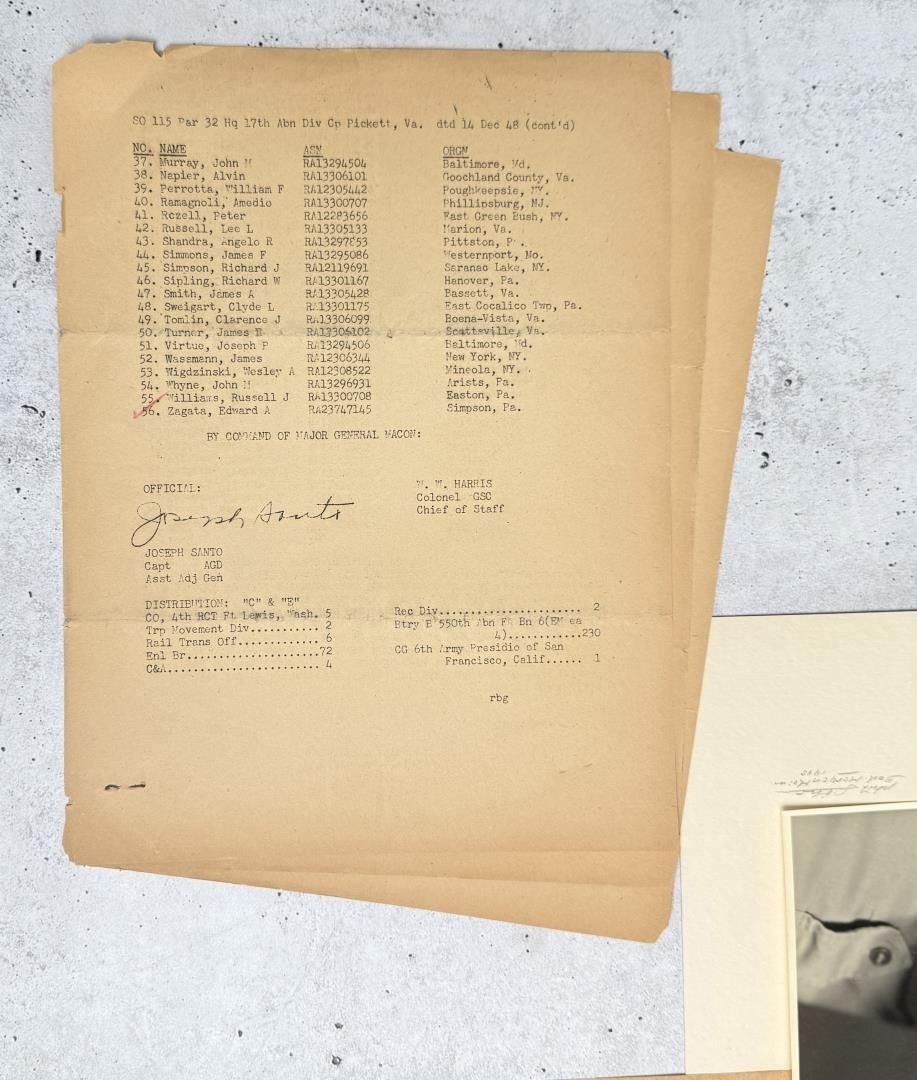 SO 115 Par 32 Hq 17th Abn Div Cp Pickett, Va. dtd 14 Dec 48 (cont'd)
NO. NAME ASN ORGN
37. Murray, John M RA13294504 Baltimore, Md.
38. Napier, Alvin RA13306101 Goochland County, Va.
39. Perrotta, William F RA12305442 Poughkeepsie, NY.
40. Ramagnoli, Amedio RA13300707 Phillipsburg, NJ.
41. Rozell, Peter RA12283656 East Green Bush, NY.
42. Russell, Lee L RA13305133 Marion, Va.
43. Shandra, Angelo R RA13297853 Pittston, P
44. Simmons, James F RA13295086 Westernport, Mo.
45. Simpson, Richard J RA12119691 Saranac Lake, NY.
46. Sipling, Richard W RA13301167 Hanover, Pa.
47. Smith, James A RA13305428 Bassett, Va.
48. Sweigart, Clyde L RA13301175 East Cocalico Twp, Pa.
49. Tomlin, Clarence J RA13306099 Boena-Vista, Va.
50. Turner, James RA13306102 Scottsville, Va.
51. Virtue, Joseph P RA13294506 Baltimore, Md.
52. Wassmann, James RA12306344 New York, NY.
53. Wigdzinski, Wesley A RA12308522 Mineola, NY.
54. Whyne, John M RA13296931 Arists, Pa.
55. Williams, Russell J RA13300708 Easton, Pa.
56. Zagata, Edward A RA23747145 Simpson, Pa.
BY COMMAND OF MAJOR GENERAL MACON:
OFFICIAL:
W. W. HARRIS
Colonel GSC
Chief of Staff
Joseph Santo
JOSEPH SANTO
Capt AGD
Asst Adj Gen
DISTRIBUTION: "C" & "E"
CO, 4th RCT Ft Lewis, Wash. 5
Trp Movement Div.......... 2
Rail Trans Off............ 6
Enl Br....................72
C&A....................... 4
Rec Div....................... 2
Btry B 550th Abn FA Bn 6(EM ea
4)............230
CG 6th Army Presidio of San
Francisco, Calif...... 1
rbg